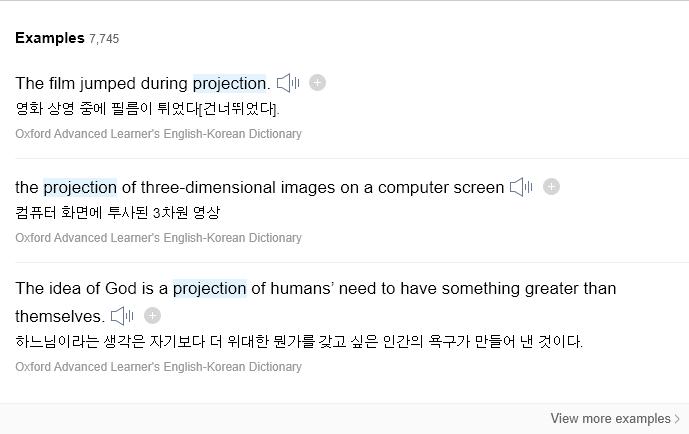 Examples 7,745
The film jumped during projection.
영화 상영 중에 필름이 튀었다[건너뛰었다].
Oxford Advanced Learner's English-Korean Dictionary
the projection of three-dimensional images on a computer screen
컴퓨터 화면에 투사된 3차원 영상
Oxford Advanced Learner's English-Korean Dictionary
The idea of God is a projection of humans’ need to have something greater than
themselves.
하느님이라는 생각은 자기보다 더 위대한 뭔가를 갖고 싶은 인간의 욕구가 만들어 낸 것이다.
Oxford Advanced Learner's English-Korean Dictionary
View more examples